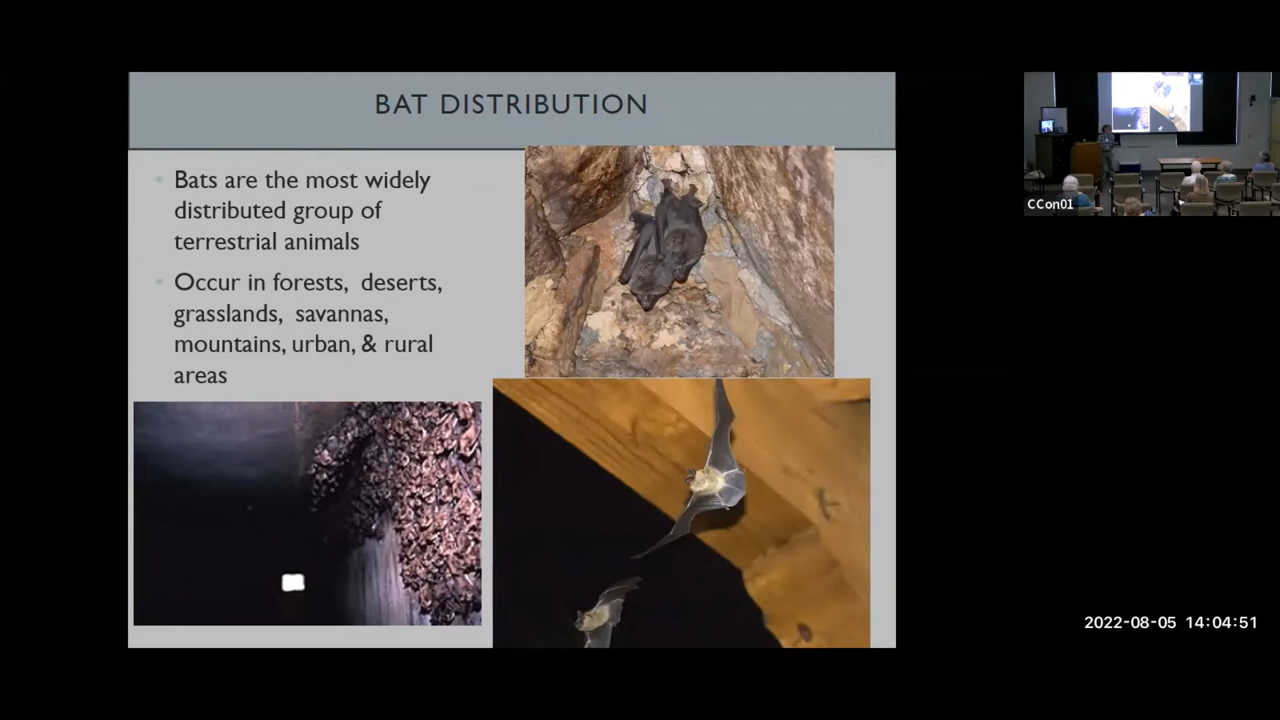 BAT DISTRIBUTION
Bats are the most widely
distributed group of
terrestrial animals
Occur in forests, deserts,
grasslands, savannas,
mountains, urban, & rural
areas
CCon01
2022-08-05 14:04:51